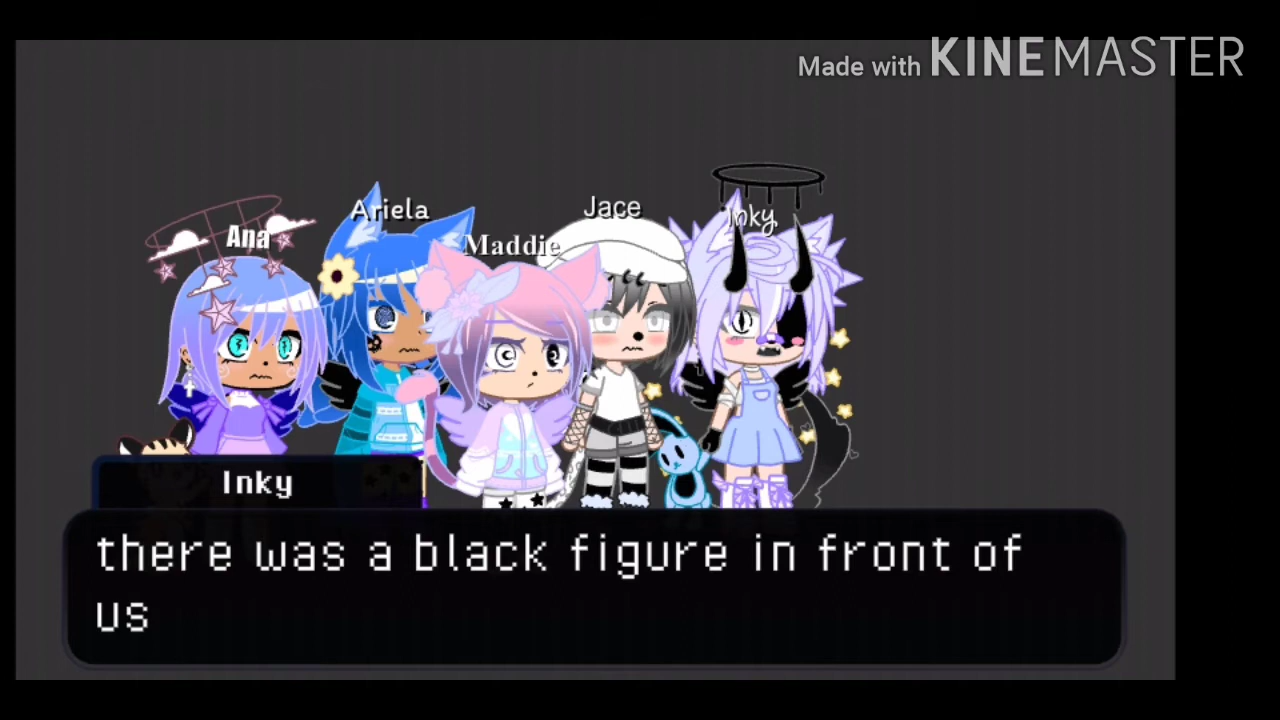 Made with KINEMASTER
Ana
Ariela
Maddie
Jace
Inky
Inky
there was a black figure in front of
us